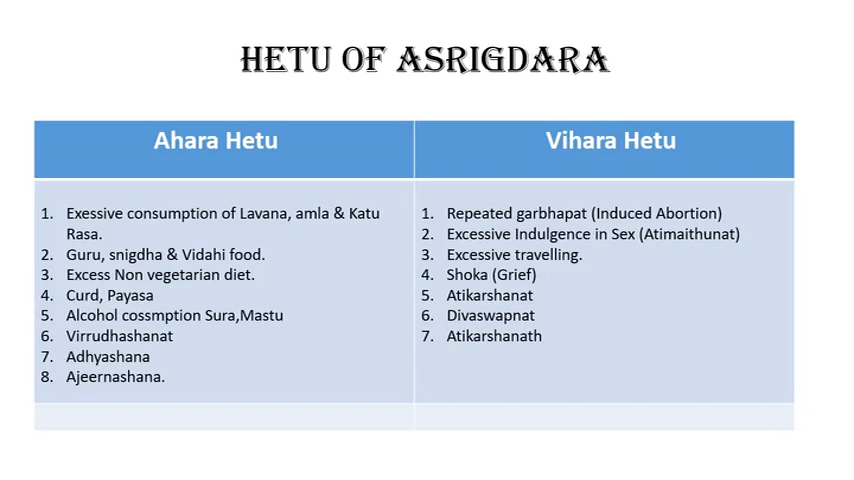 HETU OF ASRIGDARA
Ahara Hetu
1. Exessive consumption of Lavana, amla & Katu
Rasa.
2. Guru, snigdha & Vidahi food.
3. Excess Non vegetarian diet.
4. Curd, Payasa
5. Alcohol cossmption Sura,Mastu
6. Virrudhashanat
7. Adhyashana
8. Ajeernashana.
Vihara Hetu
1. Repeated garbhapat (Induced Abortion)
2. Excessive Indulgence in Sex (Atimaithunat)
3. Excessive travelling.
4. Shoka (Grief)
5. Atikarshanat
6. Divaswapnat
7. Atikarshanath